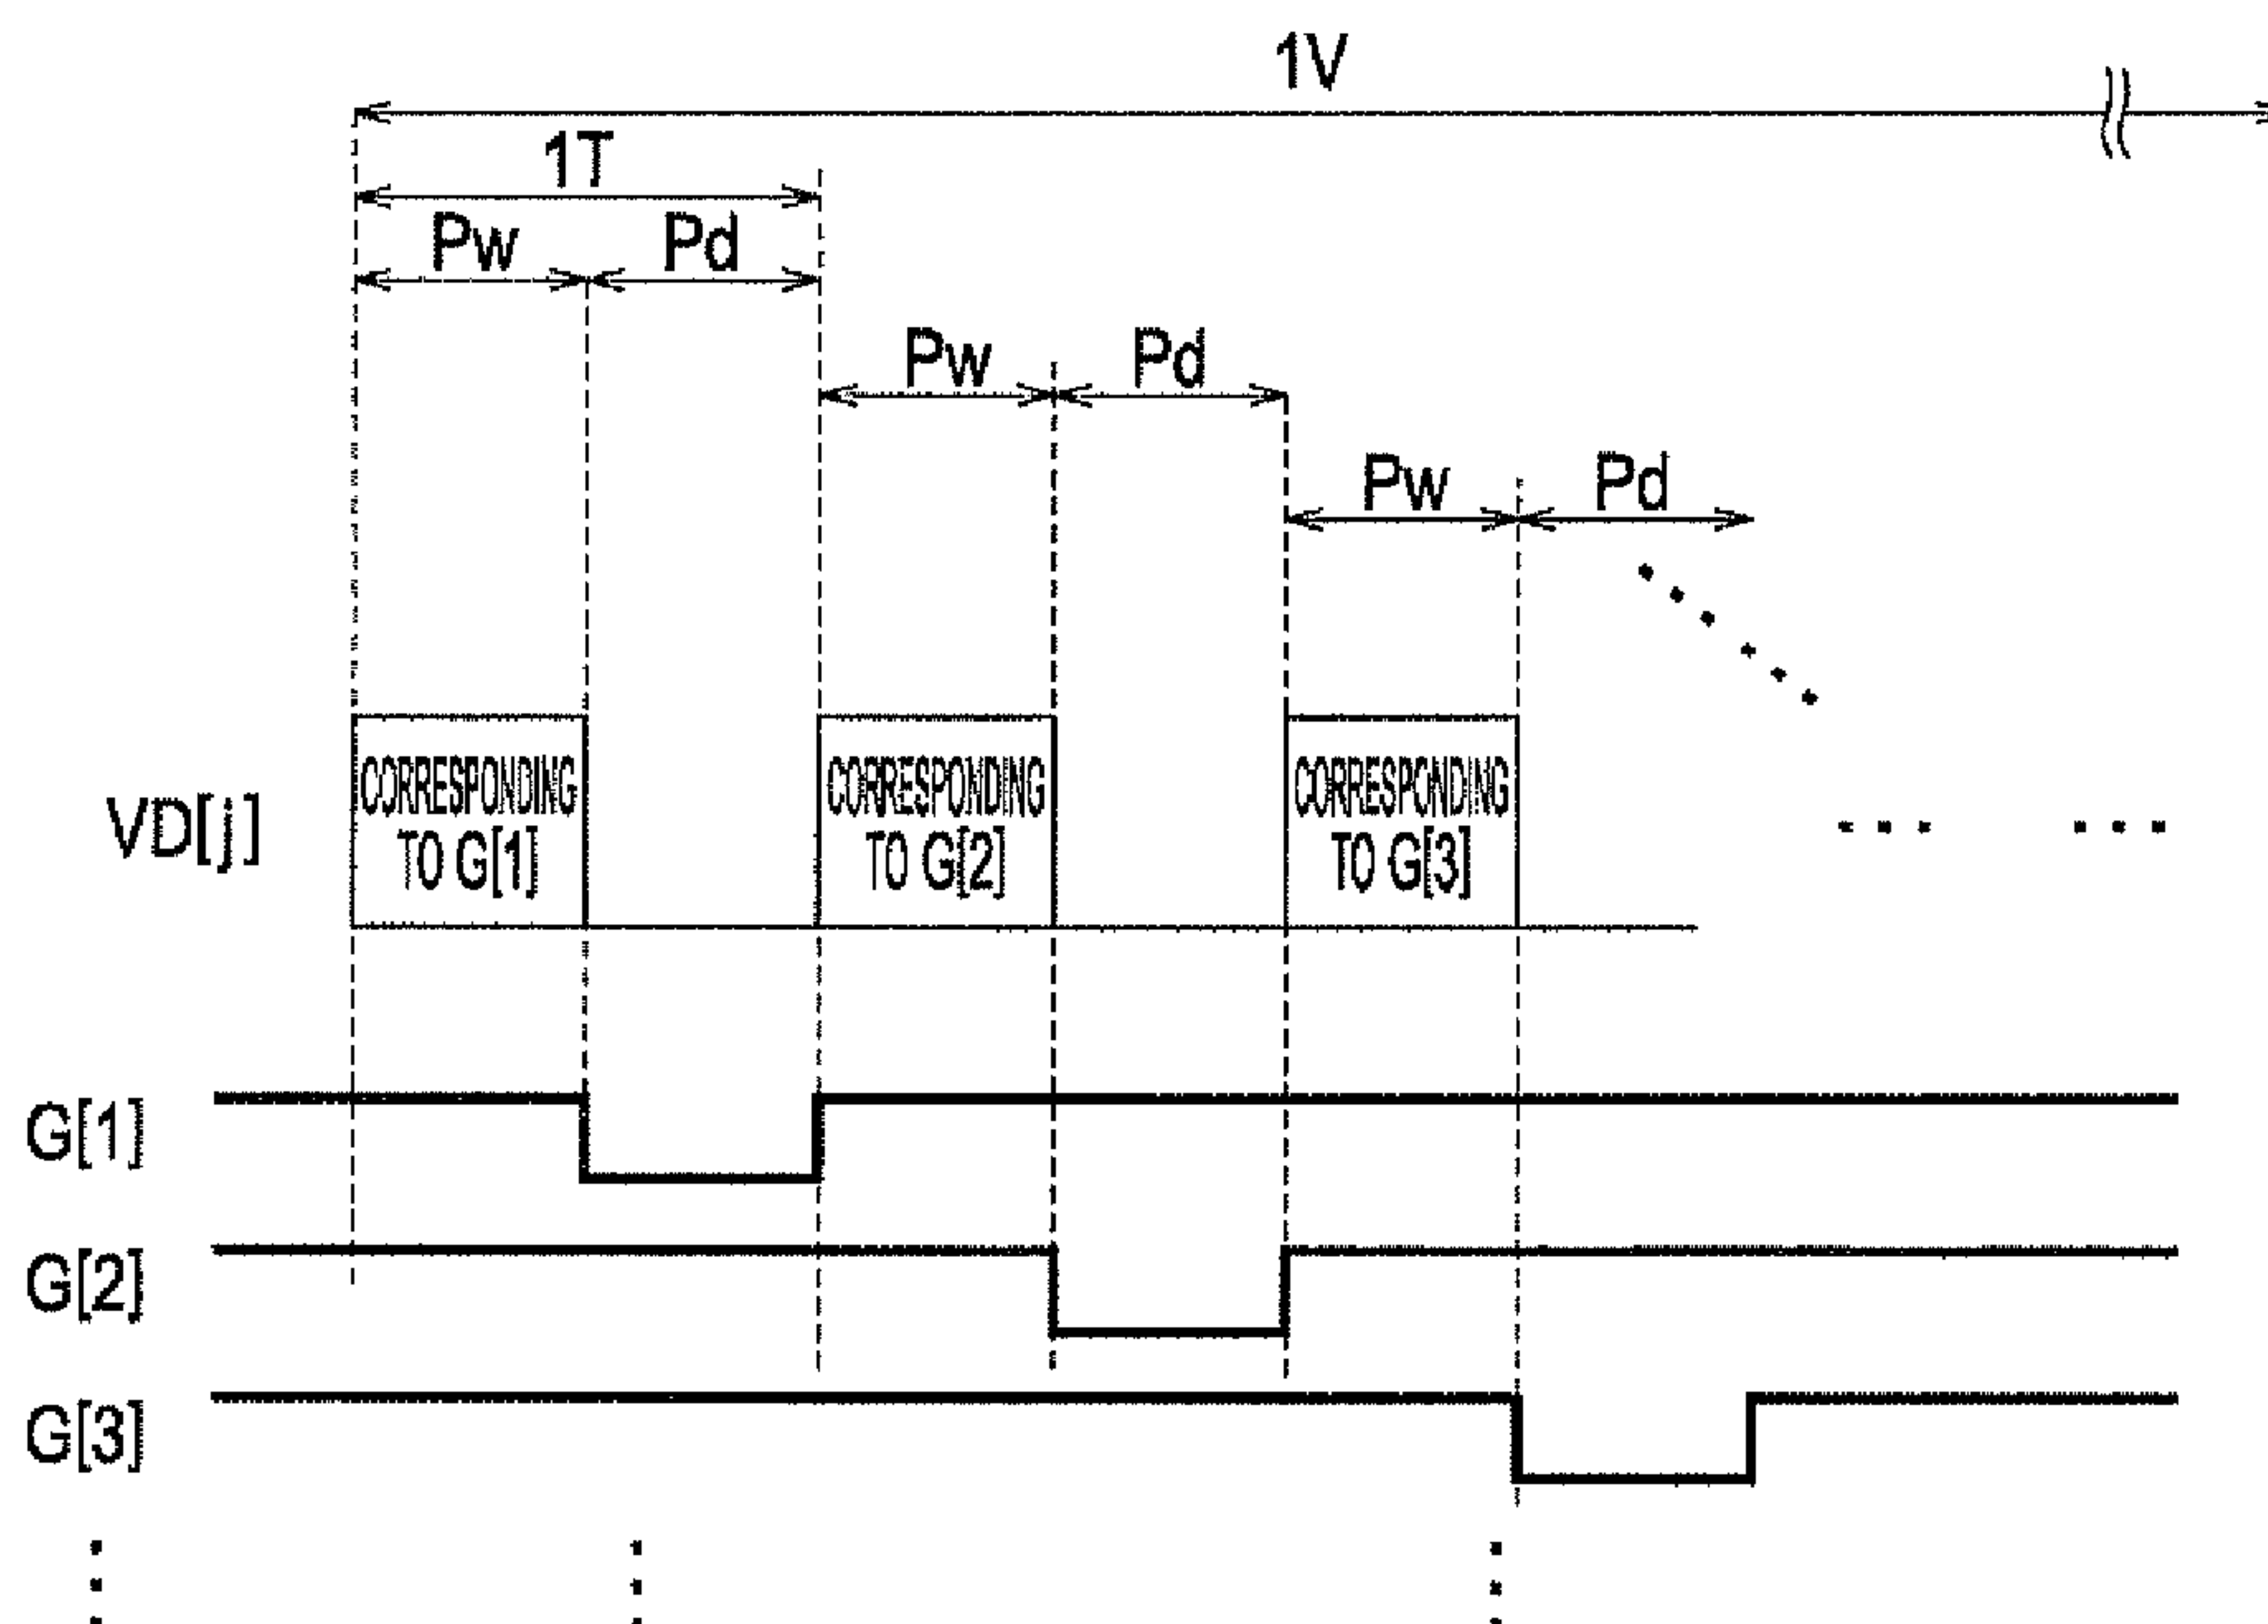 1V
1T
Pw Pd
Pw Pd
Pw Pd
VD[j]
CORRESPONDING
TO G[1]
CORRESPONDING
TO G[2]
CORRESPONDING
TO G[3]
G[1]
G[2]
G[3]